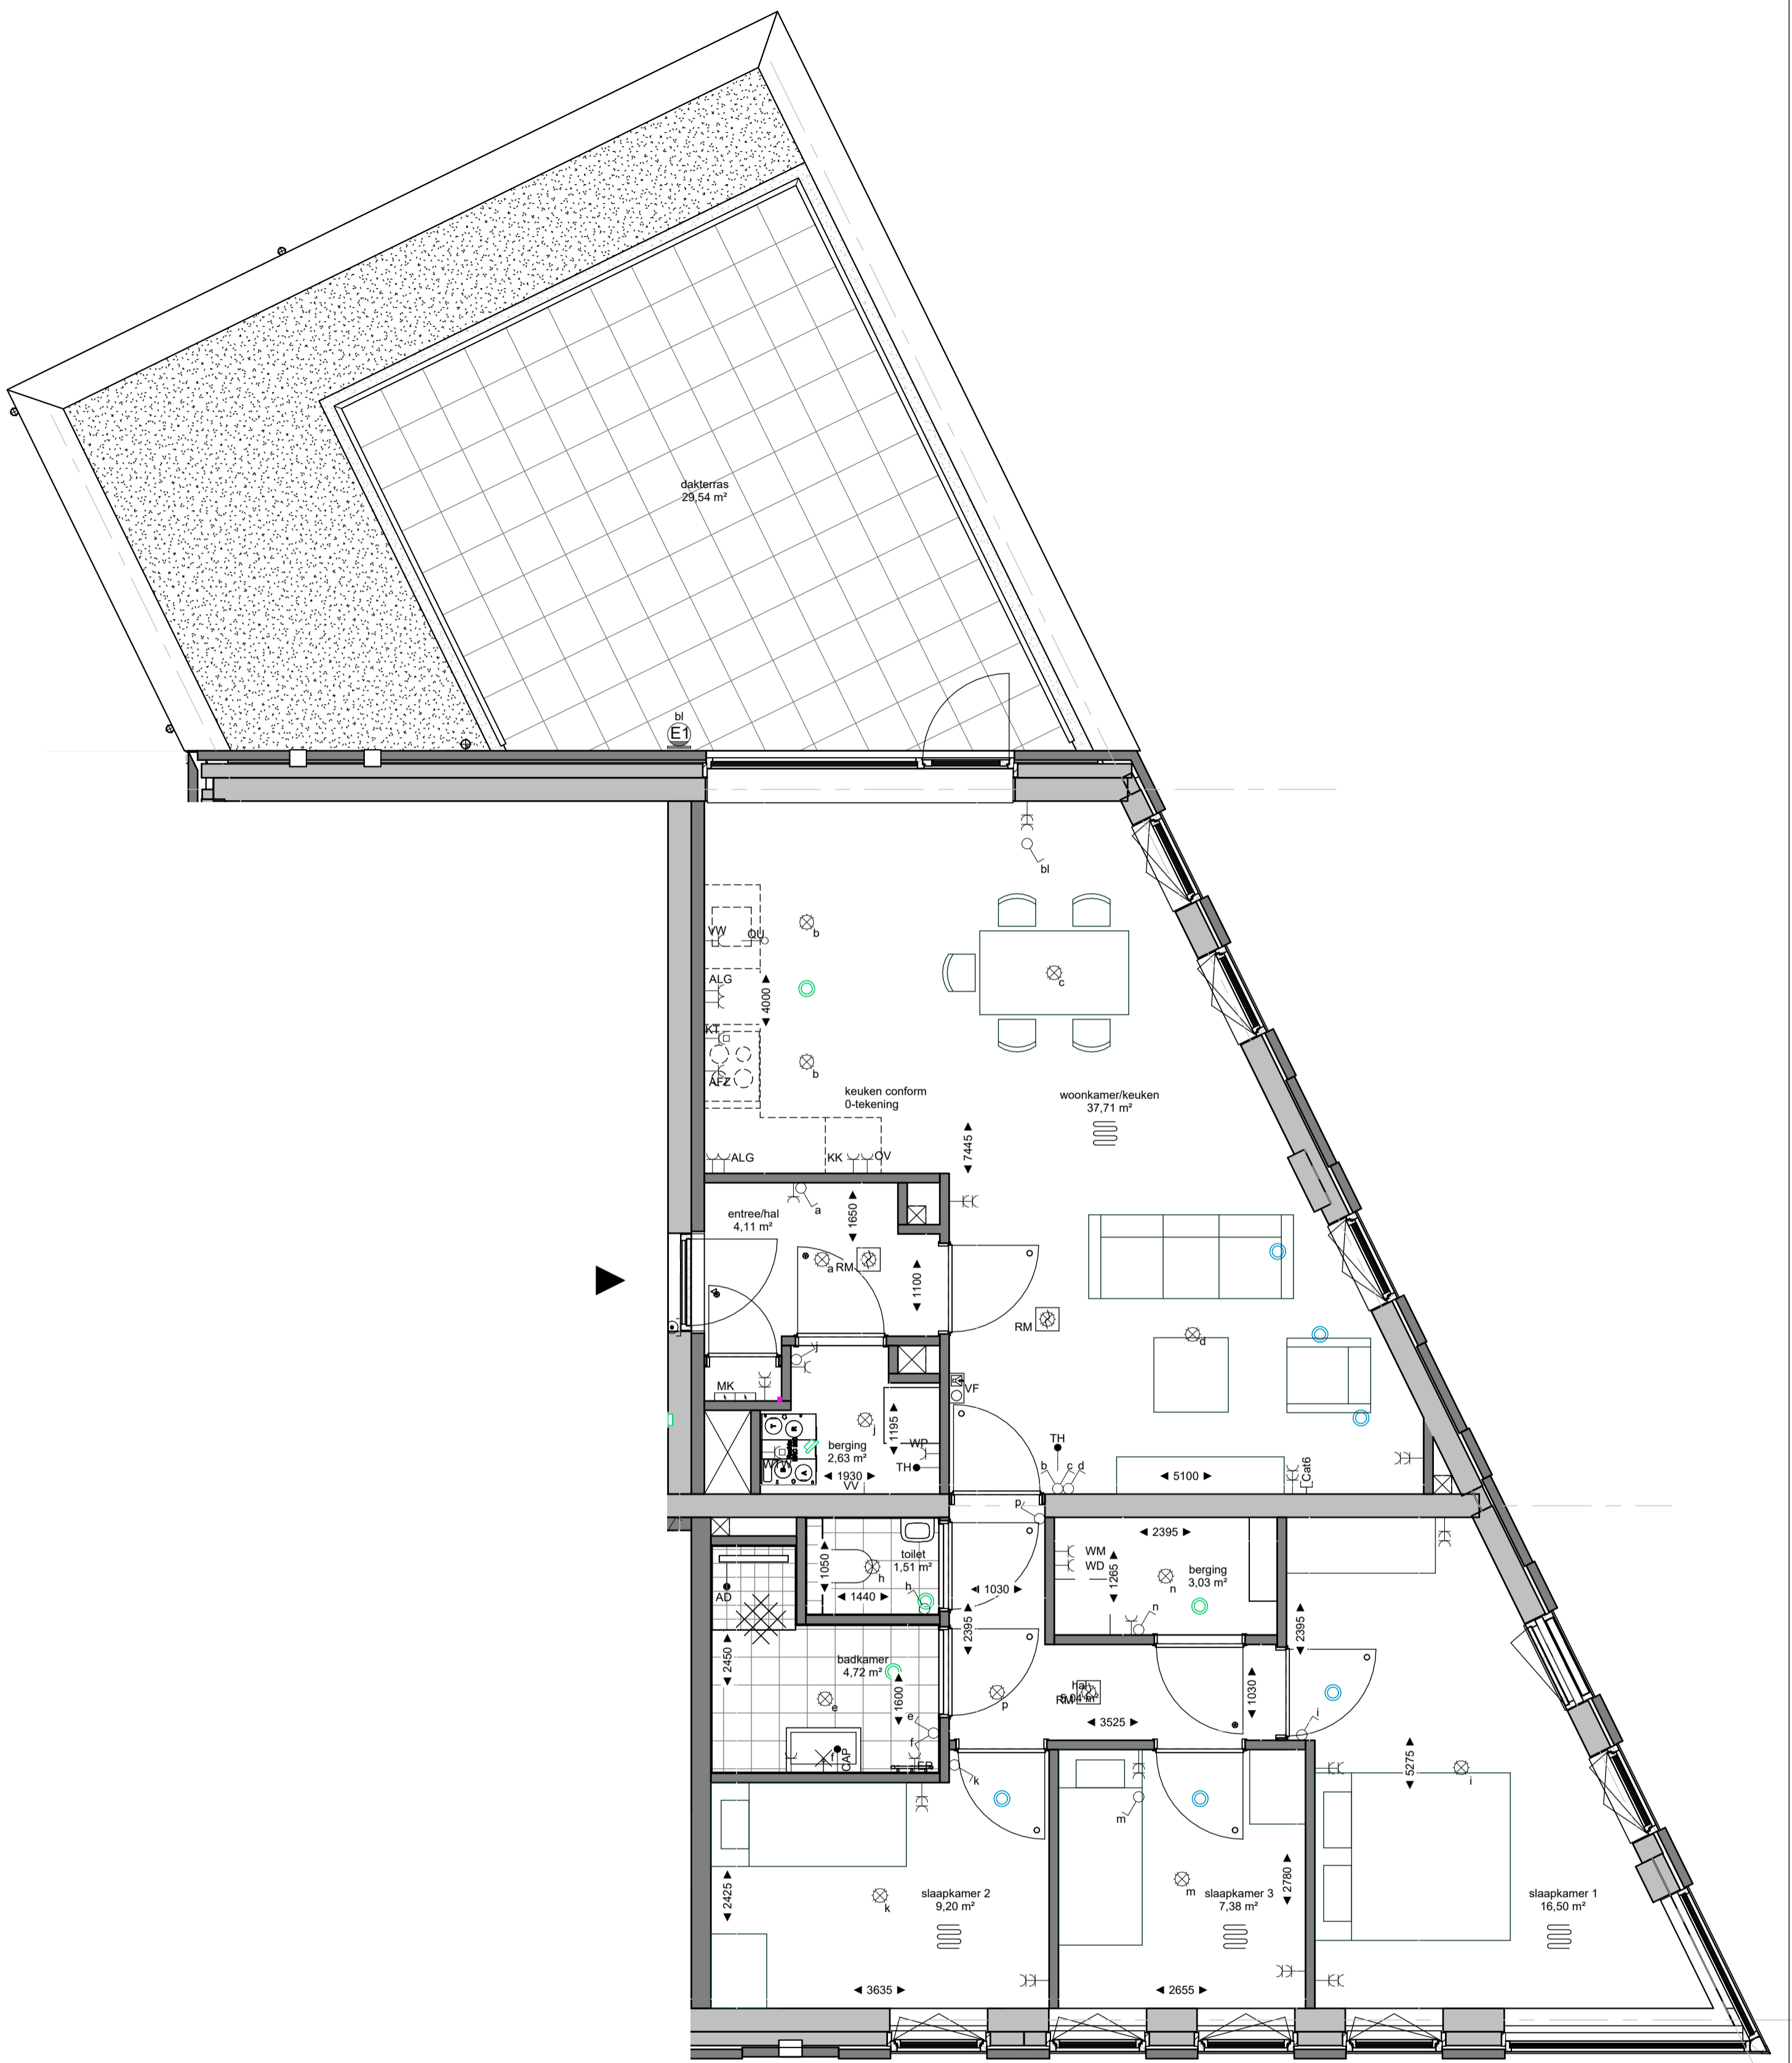 dakterras
29,54 m²
bl
E1
bl
VW
QU
b
ALG
4000
c
KT
AFZ
b
keuken conform
0-tekening
woonkamer/keuken
37,71 m²
7445
ALG
KK
OV
entree/hal
4,11 m²
a
1650
a
RM
1100
RM
d
j
MK
VF
j
1195
berging
2,63 m²
WP
TH
1930
VV
TH
b
c
d
5100
Cat6
p
toilet
1,51 m²
1050
h
h
1440
1030
2395
2395
WM
WD
1265
berging
3,03 m²
n
n
2395
AD
2450
badkamer
4,72 m²
1600
e
e
f
f
CAP
p
RM
hal
3525
1030
i
5275
i
k
m
2425
k
slaapkamer 2
9,20 m²
m
slaapkamer 3
7,38 m²
2780
slaapkamer 1
16,50 m²
3635
2655